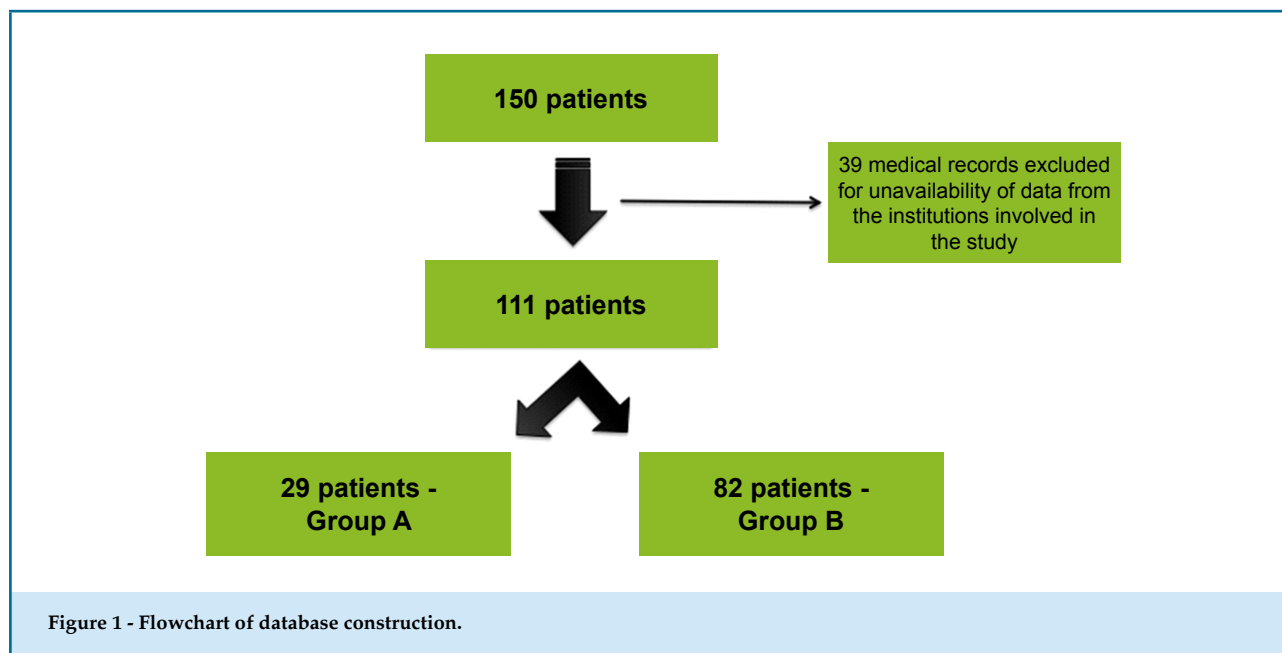 150 patients
39 medical records excluded
for unavailability of data from
the institutions involved in
the study
111 patients
29 patients -
Group A
82 patients -
Group B
Figure 1 - Flowchart of database construction.